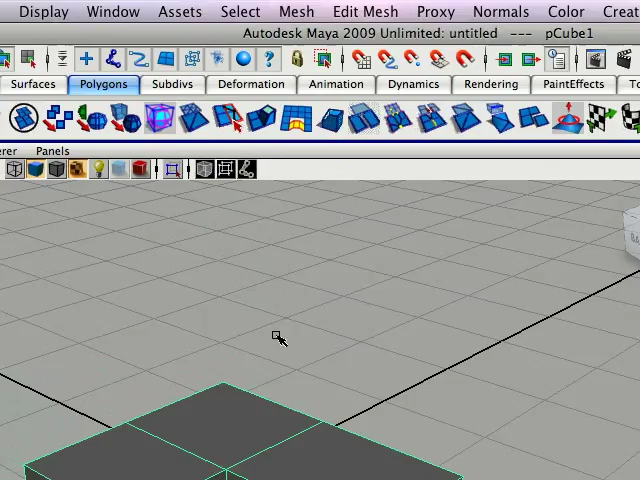 Display Window Assets Select Mesh Edit Mesh Proxy Normals Color Creat
Autodesk Maya 2009 Unlimited: untitled --- pCube1
Surfaces Polygons Subdivs Deformation Animation Dynamics Rendering PaintEffects To
erer Panels